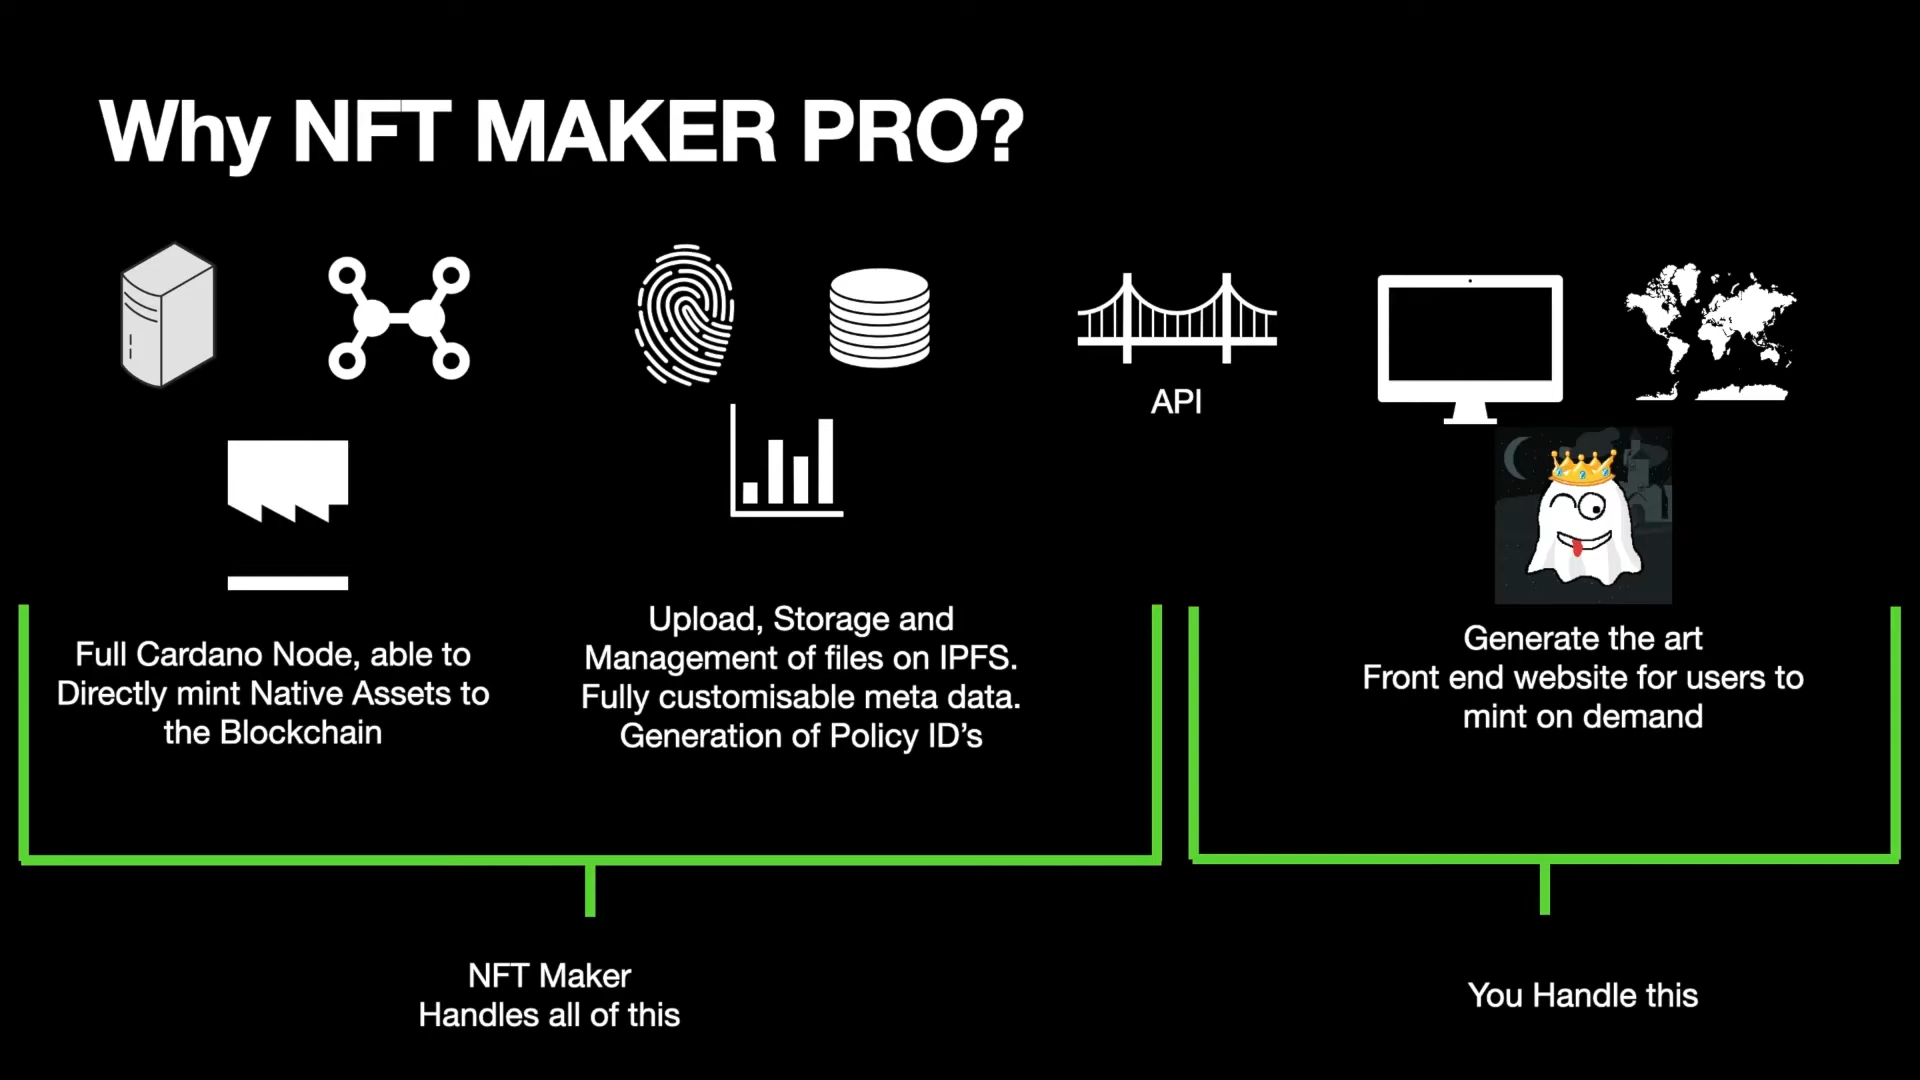 Why NFT MAKER PRO?
API
Full Cardano Node, able to
Directly mint Native Assets to
the Blockchain
Upload, Storage and
Management of files on IPFS.
Fully customisable meta data.
Generation of Policy ID’s
Generate the art
Front end website for users to
mint on demand
NFT Maker
Handles all of this
You Handle this